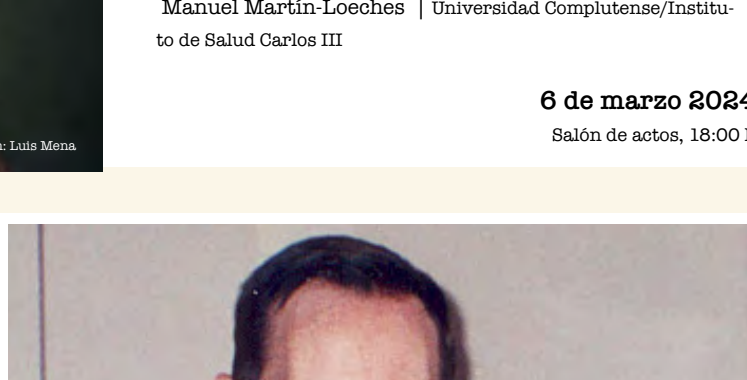 Manuel Martín-Loeches | Universidad Complutense/Institu-
to de Salud Carlos III
6 de marzo 2024
Salón de actos, 18:00
: Luis Mena